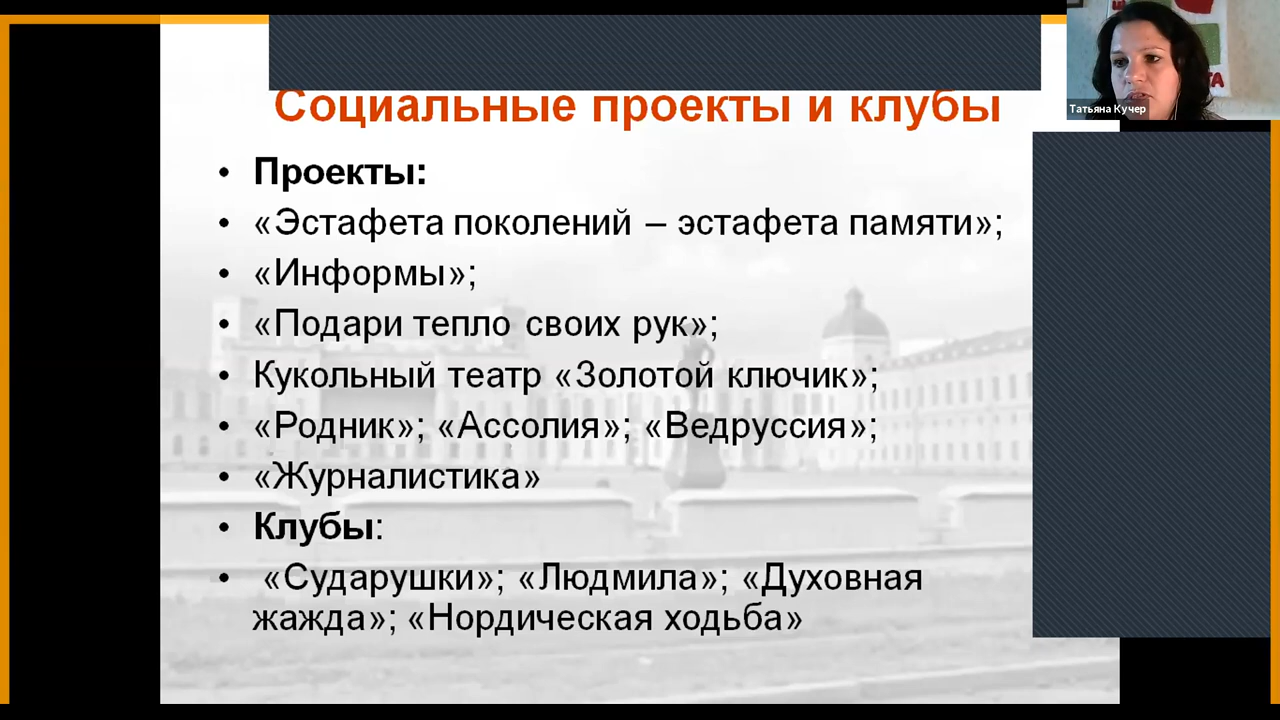 Социальные проекты и клубы
Татьяна Кучер
• Проекты:
• «Эстафета поколений – эстафета памяти»;
• «Информы»;
• «Подари тепло своих рук»;
• Кукольный театр «Золотой ключик»;
• «Родник»; «Ассолия»; «Ведруссия»;
• «Журналистика»
• Клубы:
• «Сударушки»; «Людмила»; «Духовная
жажда»; «Нордическая ходьба»